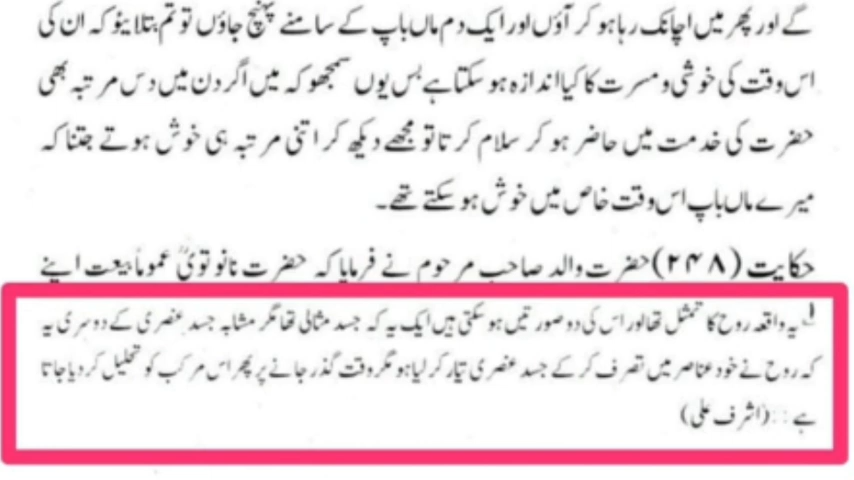 گے اور پھر میں اچانک رہا ہو کر آؤں اور ایک دم ماں باپ کے سامنے پہنچ جاؤں تو تم بتلاؤ کہ ان کی
اس وقت کی خوشی و مسرت کا کیا اندازہ ہو سکتا ہے بس یوں سمجھو کہ میں اگر دن میں دس مرتبہ بھی
حضرت کی خدمت میں حاضر ہو کر سلام کرتا تو مجھے دیکھ کر اتنی مرتبہ ہی خوش ہوتے جتنا کہ
میرے ماں باپ اس وقت خاص میں خوش ہو سکتے تھے۔
حکایت (۲۴۸) حضرت والد صاحب مرحوم نے فرمایا کہ حضرت نانوتویؒ عموماً بیعت اپنے
۱؎ یہ واقعہ روح کا تمثل تھا اور اس کی دو صورتیں ہو سکتی ہیں ایک یہ کہ جسد مثالی تھا مگر مشابہ جسد عنصری کے دوسری یہ
کہ روح نے خود عناصر میں تصرف کر کے جسد عنصری تیار کر لیا ہو مگر وقت گذر جانے پر پھر اس مرکب کو تحلیل کر دیا جاتا
ہے :: (اشرف علی)